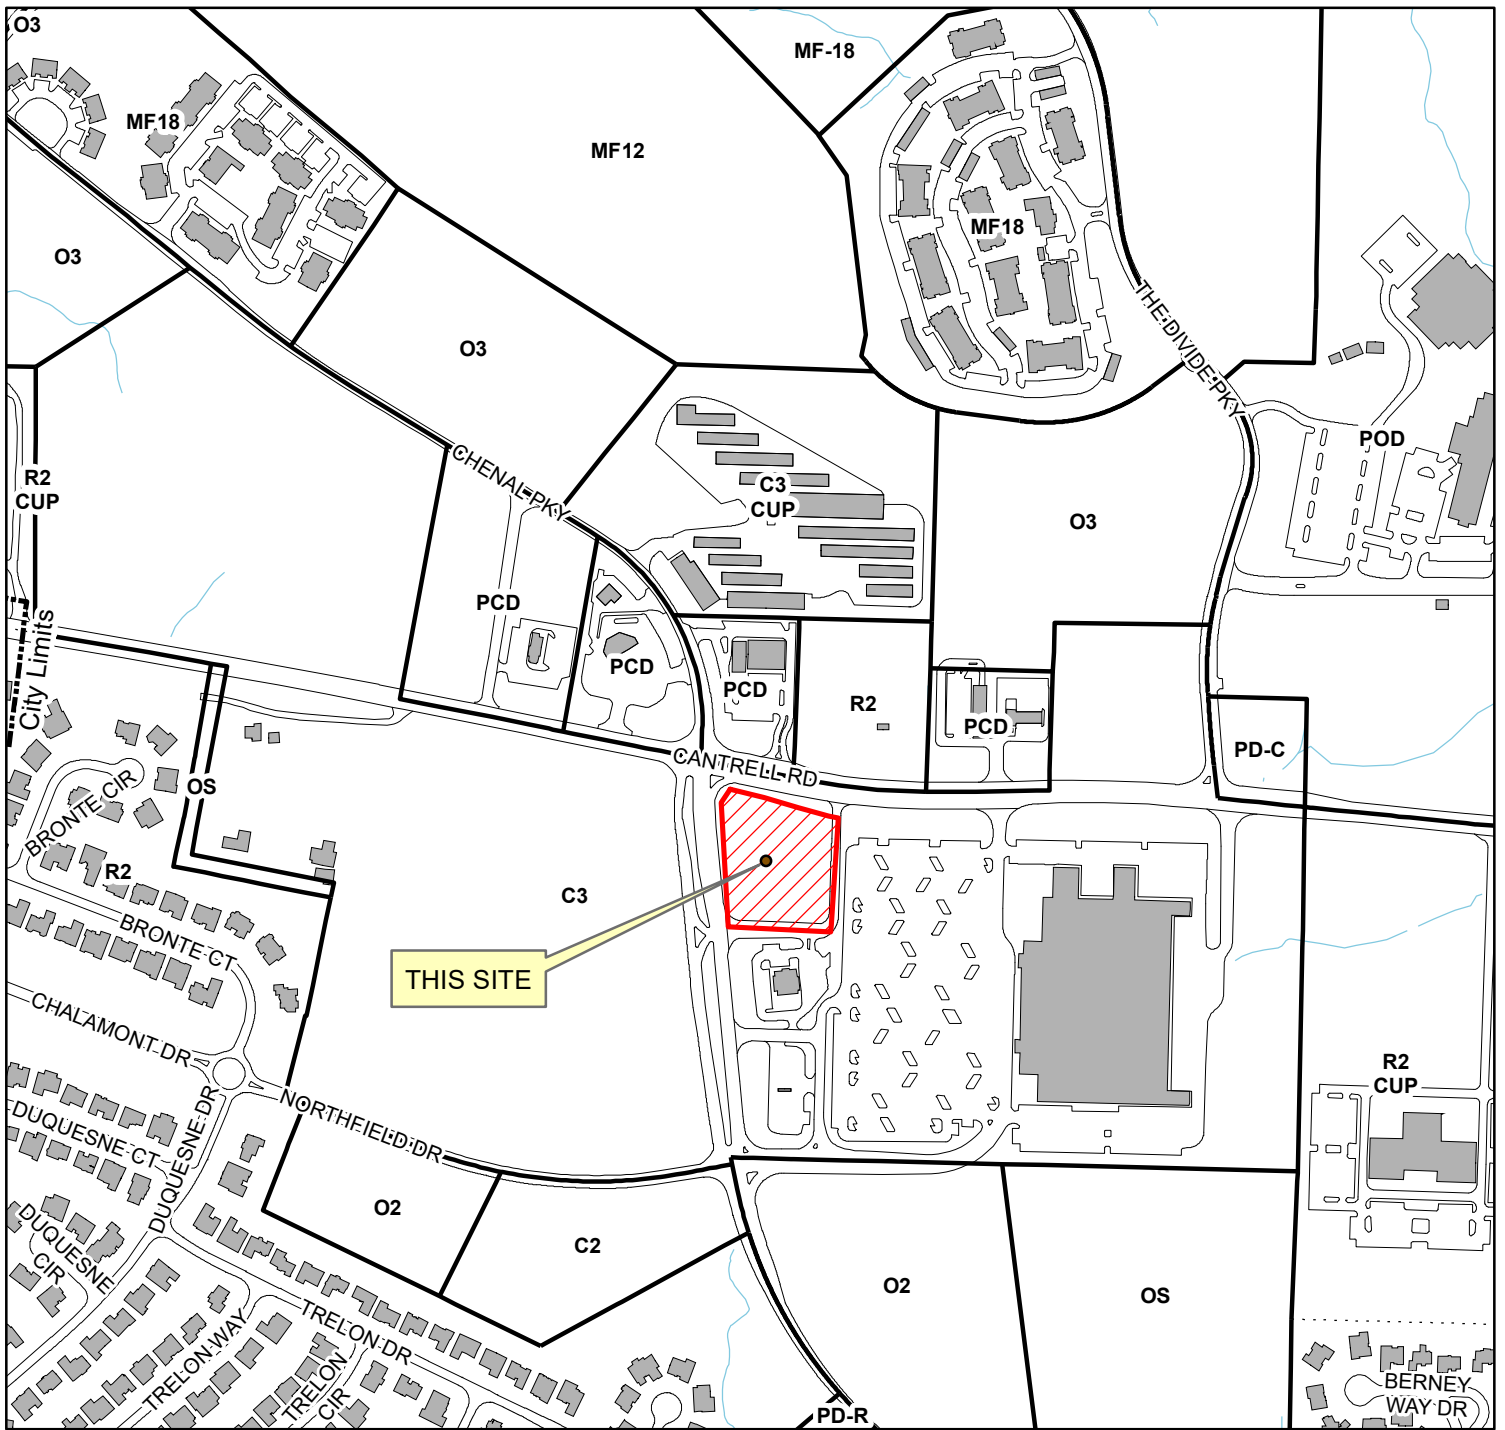 O3
MF-18
MF18
MF12
MF18
O3
THE DIVIDE PKY
O3
POD
CHENAL PKY
R2
CUP
C3
CUP
O3
City Limits
PCD
PCD
PCD
R2
PCD
PD-C
CANTRELL RD
OS
BRONTE CIR
R2
C3
BRONTE CT
THIS SITE
CHALAMONT DR
R2
CUP
NORTHFIELD DR
DUQUESNE CT
DUQUESNE DR
O2
C2
DUQUESNE
CIR
O2
OS
TRELON DR
TRELON WAY
TRELON
CIR
BERNEY
WAY DR
PD-R